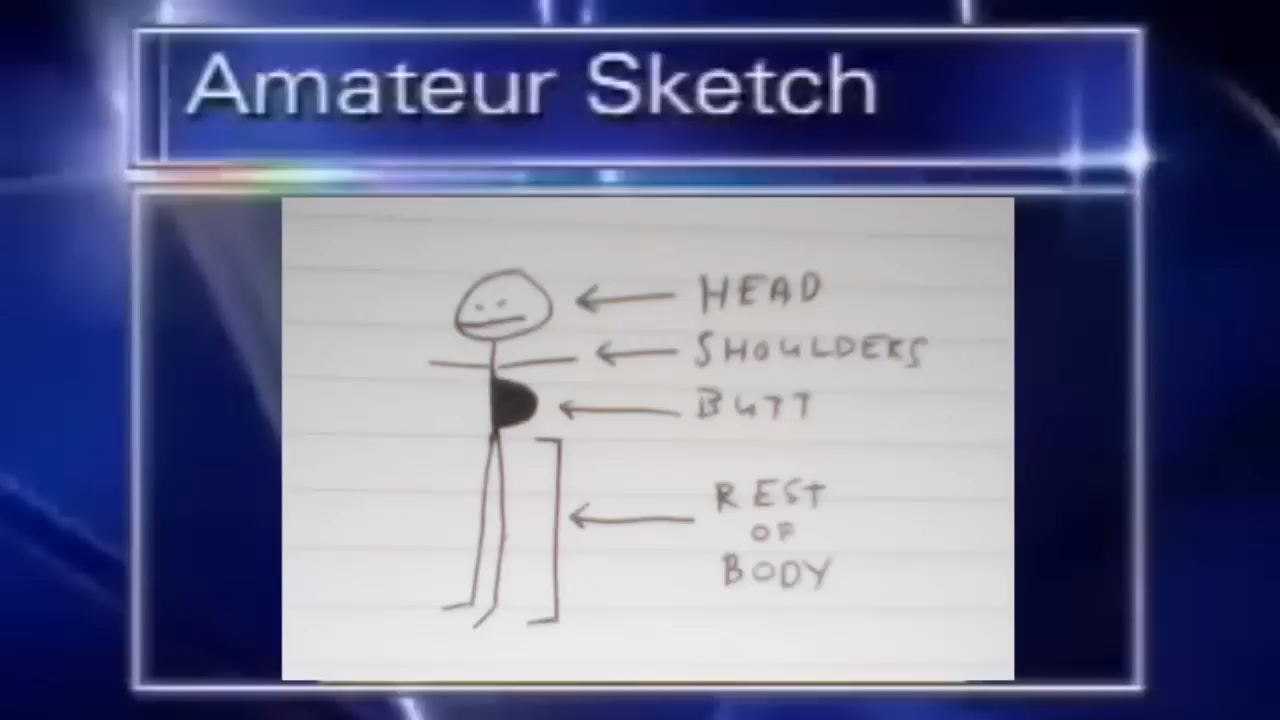 Amateur Sketch
HEAD
SHOULDERS
BUTT
REST
OF
BODY